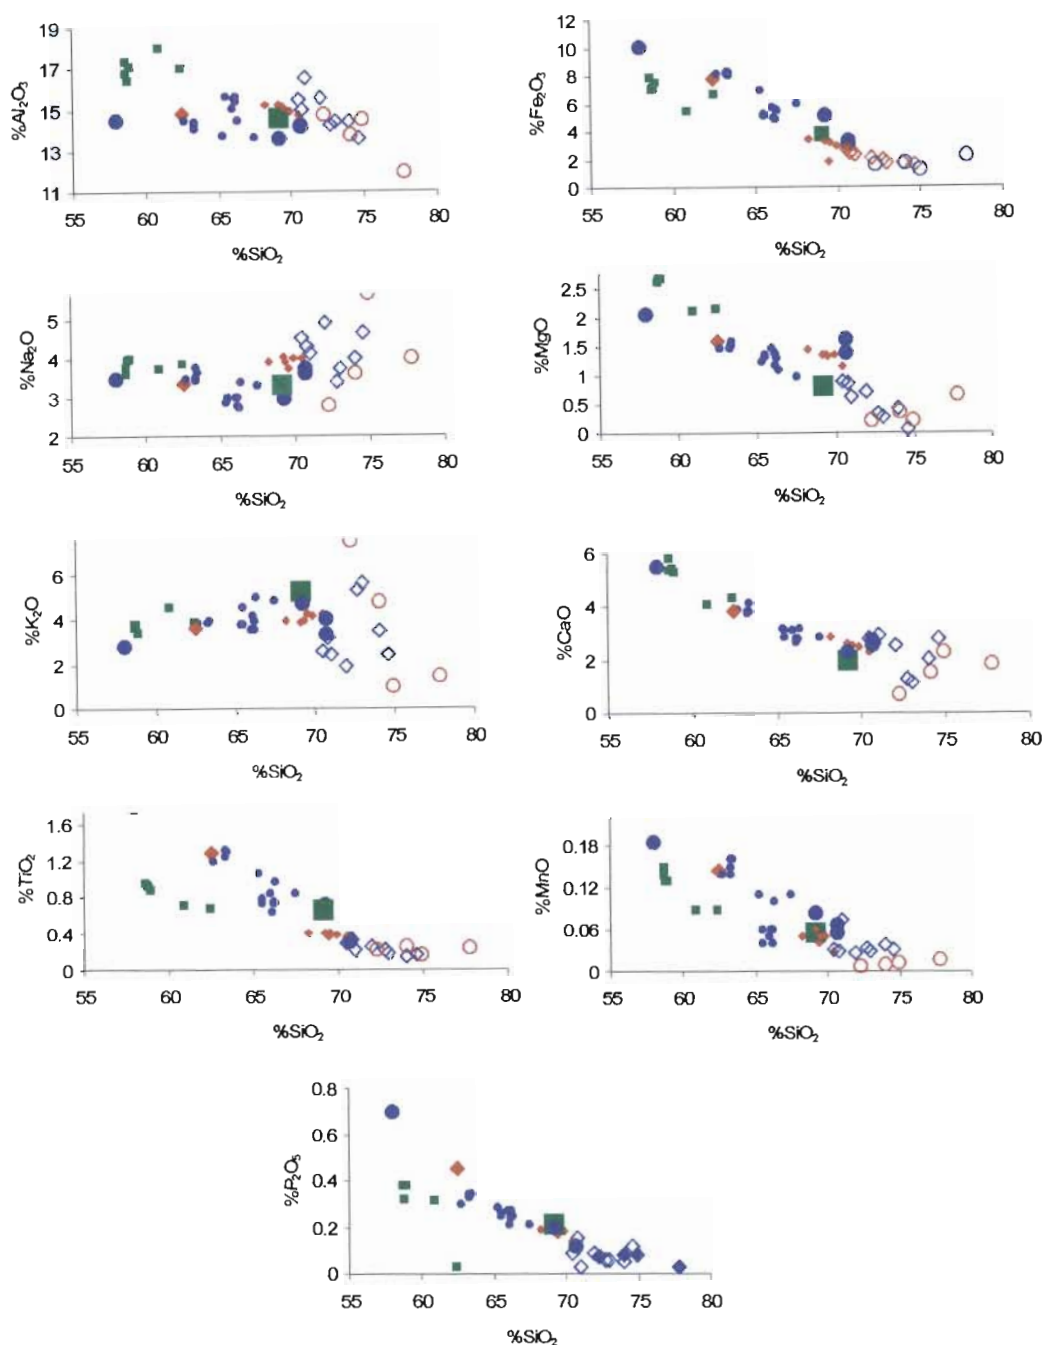 %Al₂O₃
19
17
15
13
11
55 60 65 70 75 80
%SiO₂
%Fe₂O₃
12
10
8
6
4
2
0
55 60 65 70 75 80
%SiO₂
%Na₂O
5
4
3
2
55 60 65 70 75 80
%SiO₂
%MgO
2.5
2
1.5
1
0.5
0
55 60 65 70 75 80
%SiO₂
%K₂O
6
4
2
0
55 60 65 70 75 80
%SiO₂
%CaO
6
4
2
0
55 60 65 70 75 80
%SiO₂
%TiO₂
1.6
1.2
0.8
0.4
0
55 60 65 70 75 80
%SiO₂
%MnO
0.18
0.12
0.06
0
55 60 65 70 75 80
%SiO₂
%P₂O₅
0.8
0.6
0.4
0.2
0
55 60 65 70 75 80
%SiO₂